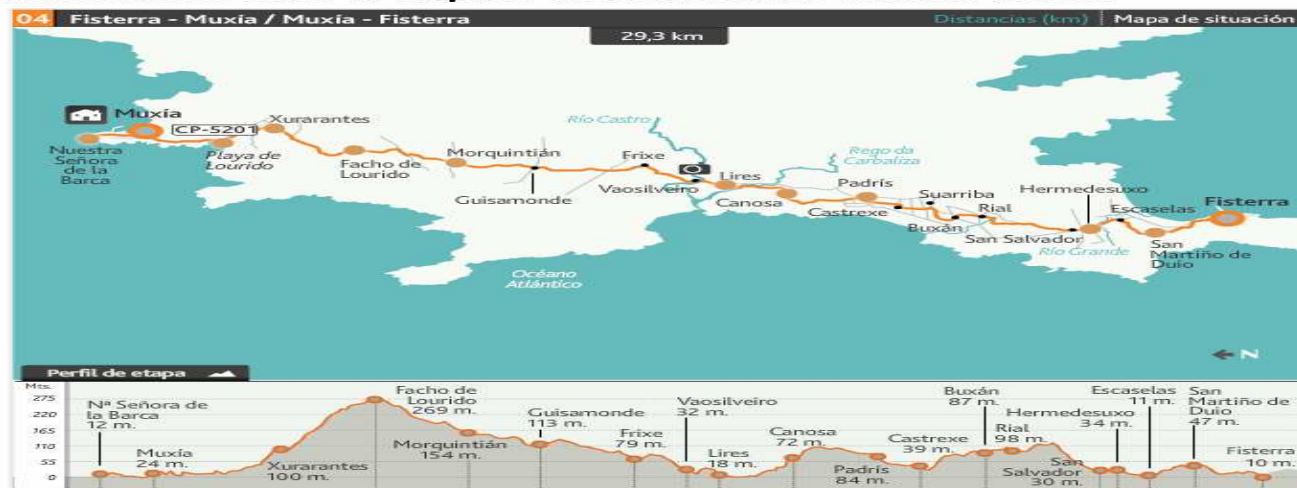 04 Fisterra - Muxía / Muxía - Fisterra
Distancias (km) Mapa de situación
29,3 km
Muxía
CP-5201
Xurarantes
Nuestra
Señora
de la
Barca
Playa de
Lourido
Facho de
Lourido
Morquintián
Guisamonde
Río Castro
Frixe
Vaosilveiro
Lires
Rego da
Carbaliza
Canosa
Padrís
Castrexe
Suarriba
Buxán
Rial
San Salvador
Hermedesuxo
Río Grande
Escaselas
Fisterra
San
Martiño de
Duio
Océano
Atlántico
N
Perfil de etapa
Mts.
275
220
165
110
55
0
Nª Señora de
la Barca
12 m.
Muxía
24 m.
Xurarantes
100 m.
Facho de
Lourido
269 m.
Morquintián
154 m.
Guisamonde
113 m.
Frixe
79 m.
Vaosilveiro
32 m.
Lires
18 m.
Canosa
72 m.
Padrís
84 m.
Castrexe
39 m.
Buxán
87 m.
Rial
98 m.
San
Salvador
30 m.
Hermedesuxo
34 m.
Escaselas
11 m.
San
Martiño de
Duio
47 m.
Fisterra
10 m.